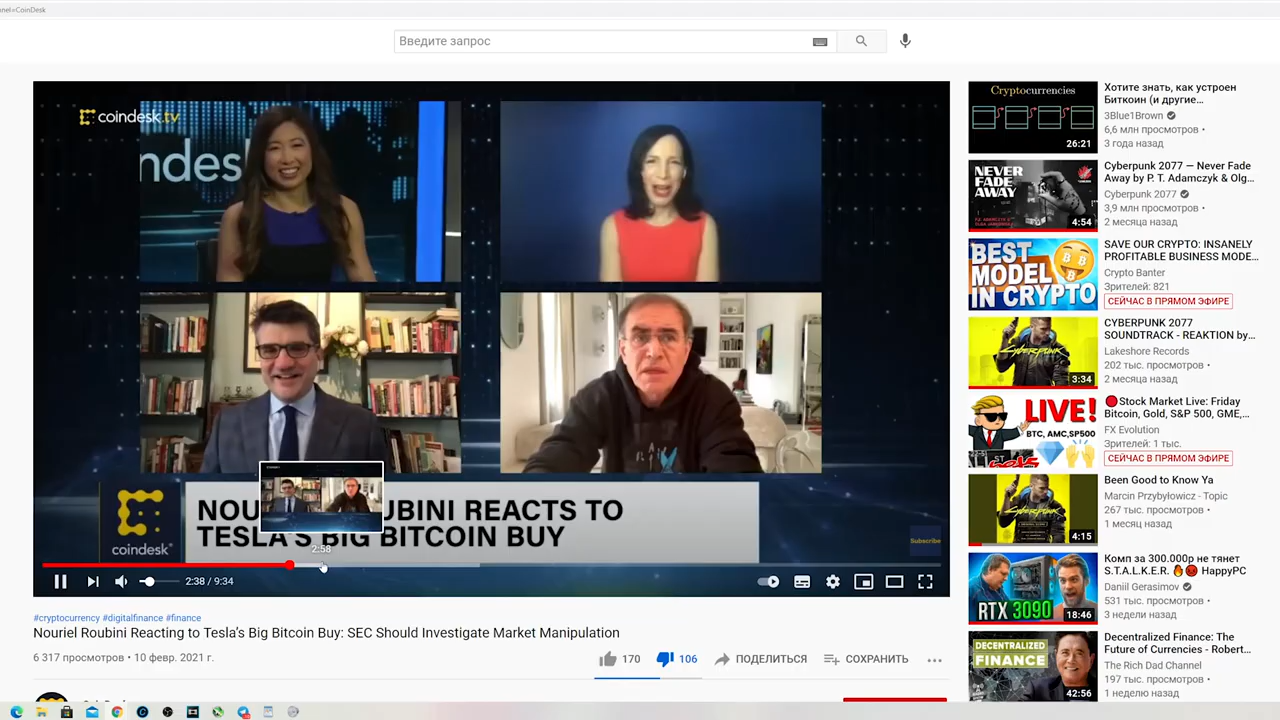 nnel=CoinDesk
Введите запрос
coindesk.tv
ndesk
NOU UBINI REACTS TO
TESLA'S BIG BITCOIN BUY
coindesk
Subscribe
2:58
2:38 / 9:34
#cryptocurrency #digitalfinance #finance
Nouriel Roubini Reacting to Tesla's Big Bitcoin Buy: SEC Should Investigate Market Manipulation
6 317 просмотров • 10 февр. 2021 г.
170
106
ПОДЕЛИТЬСЯ
СОХРАНИТЬ
Cryptocurrencies
26:21
Хотите знать, как устроен
Биткоин (и другие...
3Blue1Brown
6,6 млн просмотров •
3 года назад
NEVER
FADE
AWAY
4:54
Cyberpunk 2077 — Never Fade
Away by P. T. Adamczyk & Olg...
Cyberpunk 2077
3,9 млн просмотров •
2 месяца назад
BEST
MODEL
IN CRYPTO
SAVE OUR CRYPTO: INSANELY
PROFITABLE BUSINESS MODE...
Crypto Banter
Зрителей: 821
СЕЙЧАС В ПРЯМОМ ЭФИРЕ
Cyberpunk
3:34
CYBERPUNK 2077
SOUNDTRACK - REAKTION by...
Lakeshore Records
202 тыс. просмотров •
2 месяца назад
LIVE!
BTC, AMC,SP500
Stock Market Live: Friday
Bitcoin, Gold, S&P 500, GME,...
FX Evolution
Зрителей: 1 тыс.
СЕЙЧАС В ПРЯМОМ ЭФИРЕ
Cyberpunk
4:15
Been Good to Know Ya
Marcin Przybyłowicz - Topic
267 тыс. просмотров •
1 месяц назад
RTX 3090
18:46
Комп за 300.000р не тянет
S.T.A.L.K.E.R. HappyPC
Daniil Gerasimov
531 тыс. просмотров •
3 недели назад
DECENTRALIZED
FINANCE
42:56
Decentralized Finance: The
Future of Currencies - Robert...
The Rich Dad Channel
197 тыс. просмотров •
1 неделю назад